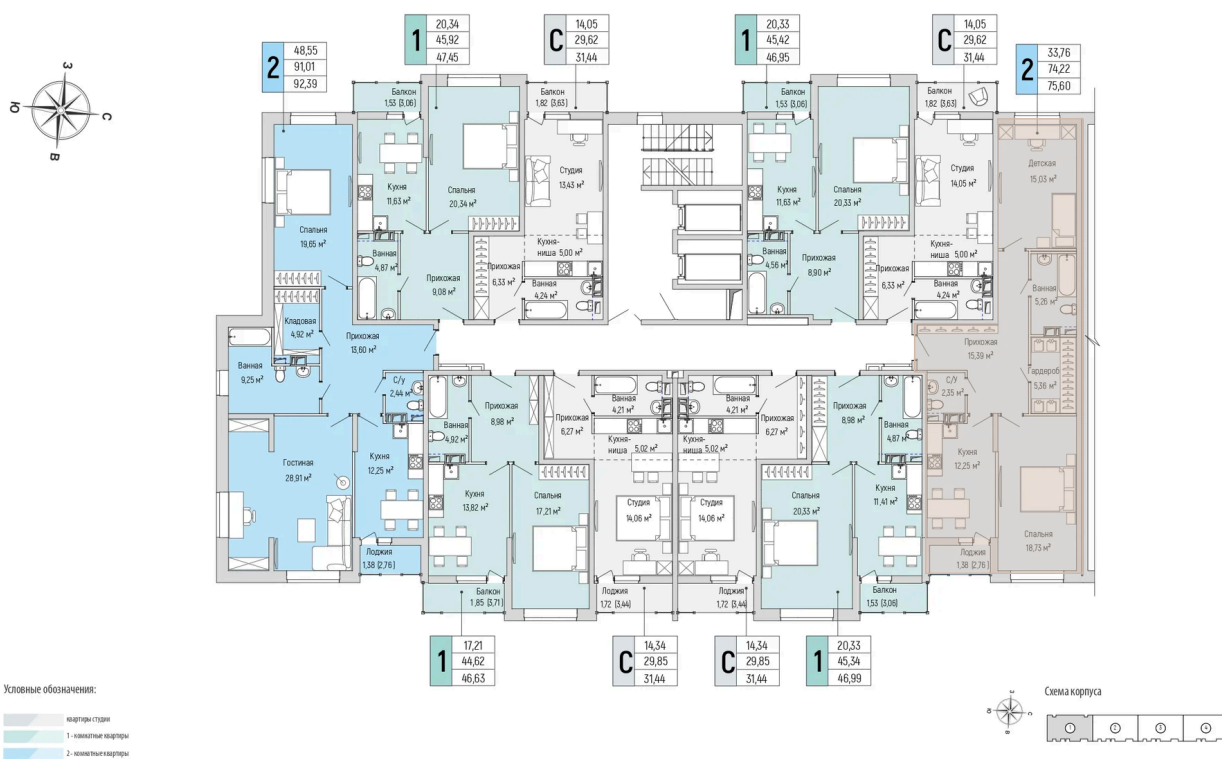 2
48,55
91,01
92,39
1
20,34
45,92
47,45
С
14,05
29,62
31,44
1
20,33
45,42
46,95
С
14,05
29,62
31,44
2
33,76
74,22
75,60
З
С
Ю
В
Балкон
1,53 (3,06)
Балкон
1,82 (3,63)
Балкон
1,53 (3,06)
Балкон
1,82 (3,63)
Спальня
19,65 м²
Кухня
11,63 м²
Спальня
20,34 м²
Студия
13,43 м²
Кухня
11,63 м²
Спальня
20,33 м²
Студия
14,05 м²
Детская
15,03 м²
Ванная
4,87 м²
Прихожая
9,08 м²
Прихожая
6,33 м²
Кухня-
ниша 5,00 м²
Ванная
4,24 м²
Ванная
4,56 м²
Прихожая
8,90 м²
Прихожая
6,33 м²
Кухня-
ниша 5,00 м²
Ванная
4,24 м²
Ванная
5,26 м²
Кладовая
4,92 м²
Прихожая
13,60 м²
Ванная
9,25 м²
С/у
2,44 м²
Прихожая
15,39 м²
Гардероб
5,36 м²
С/у
2,35 м²
Гостиная
28,91 м²
Кухня
12,25 м²
Лоджия
1,38 (2,76)
Ванная
4,92 м²
Прихожая
8,98 м²
Кухня
13,82 м²
Спальня
17,21 м²
Балкон
1,85 (3,71)
Прихожая
6,27 м²
Ванная
4,21 м²
Кухня-
ниша 5,02 м²
Студия
14,06 м²
Лоджия
1,72 (3,44)
Ванная
4,21 м²
Прихожая
6,27 м²
Кухня-
ниша 5,02 м²
Студия
14,06 м²
Лоджия
1,72 (3,44)
Прихожая
8,98 м²
Ванная
4,87 м²
Спальня
20,33 м²
Кухня
11,41 м²
Балкон
1,53 (3,06)
Кухня
12,25 м²
Лоджия
1,38 (2,76)
Спальня
18,73 м²
1
17,21
44,62
46,63
С
14,34
29,85
31,44
С
14,34
29,85
31,44
1
20,33
45,34
46,99
Условные обозначения:
квартиры студии
1 - комнатные квартиры
2 - комнатные квартиры
З
С
Ю
В
Схема корпуса
1
2
3
4